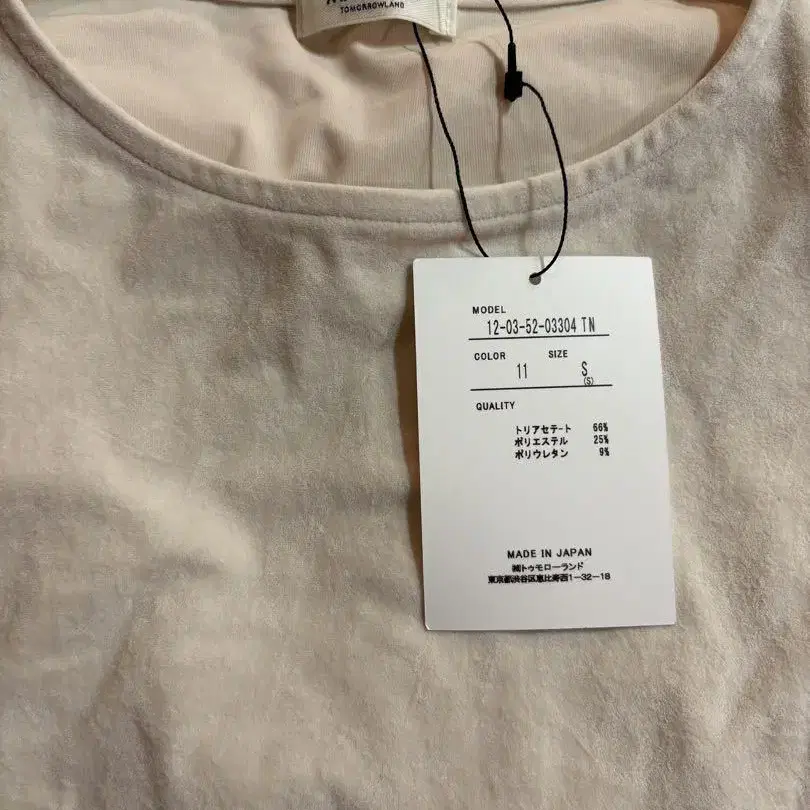 TOMORROWLAND
MODEL
12-03-52-03304 TN
COLOR SIZE
11 S
(S)
QUALITY
トリアセテート 66%
ポリエステル 25%
ポリウレタン 9%
MADE IN JAPAN
㈱トゥモローランド
東京都渋谷区恵比寿西1-32-18